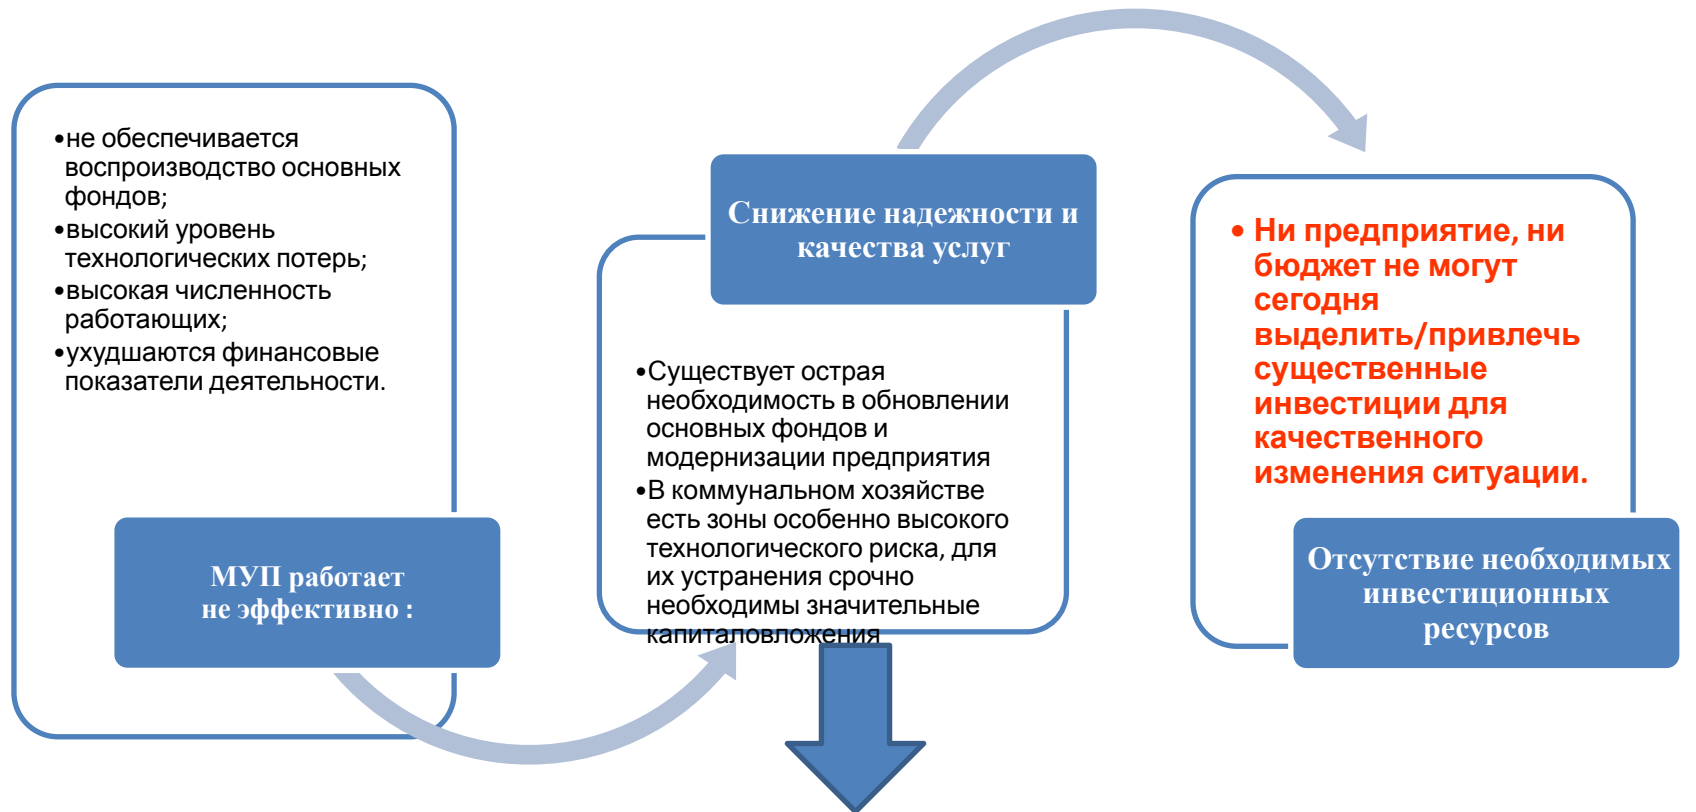 •не обеспечивается
воспроизводство основных
фондов;
•высокий уровень
технологических потерь;
•высокая численность
работающих;
•ухудшаются финансовые
показатели деятельности.
МУП работает
не эффективно :
Снижение надежности и
качества услуг
•Существует острая
необходимость в обновлении
основных фондов и
модернизации предприятия
•В коммунальном хозяйстве
есть зоны особенно высокого
технологического риска, для
их устранения срочно
необходимы значительные
капиталовложения
• Ни предприятие, ни
бюджет не могут
сегодня
выделить/привлечь
существенные
инвестиции для
качественного
изменения ситуации.
Отсутствие необходимых
инвестиционных
ресурсов